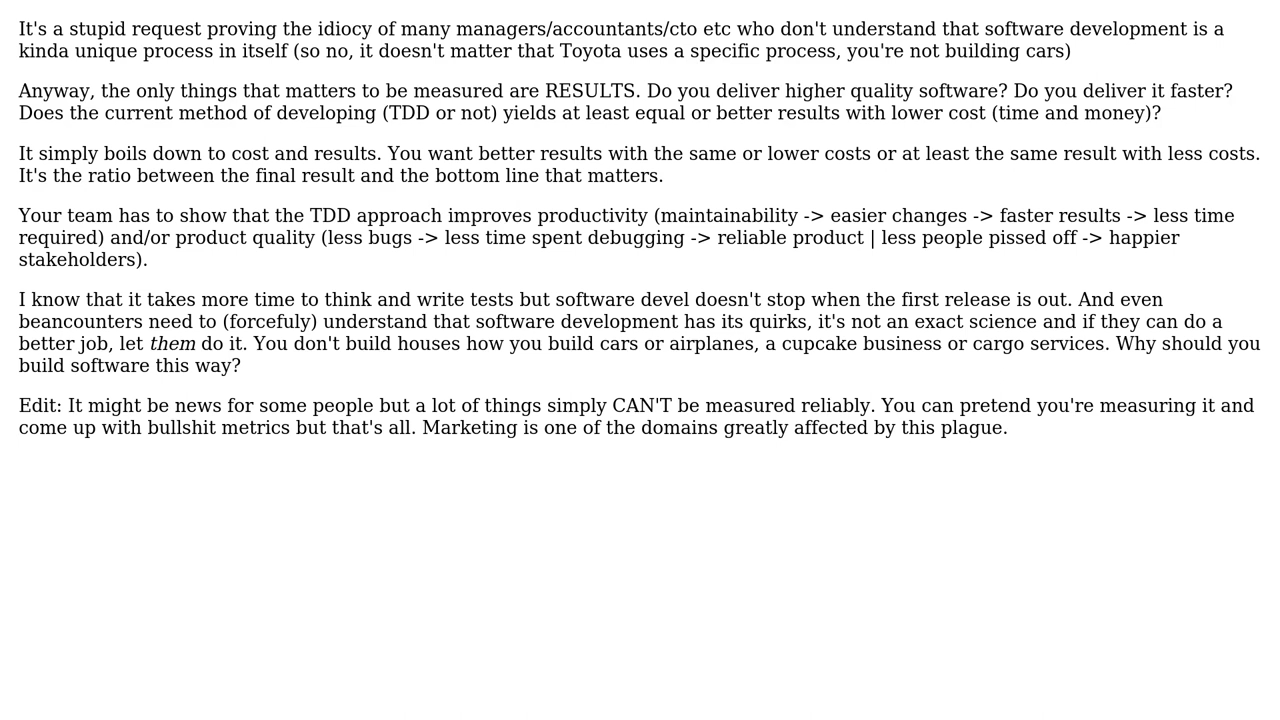 It's a stupid request proving the idiocy of many managers/accountants/cto etc who don't understand that software development is a
kinda unique process in itself (so no, it doesn't matter that Toyota uses a specific process, you're not building cars)
Anyway, the only things that matters to be measured are RESULTS. Do you deliver higher quality software? Do you deliver it faster?
Does the current method of developing (TDD or not) yields at least equal or better results with lower cost (time and money)?
It simply boils down to cost and results. You want better results with the same or lower costs or at least the same result with less costs.
It's the ratio between the final result and the bottom line that matters.
Your team has to show that the TDD approach improves productivity (maintainability -> easier changes -> faster results -> less time
required) and/or product quality (less bugs -> less time spent debugging -> reliable product | less people pissed off -> happier
stakeholders).
I know that it takes more time to think and write tests but software devel doesn't stop when the first release is out. And even
beancounters need to (forcefuly) understand that software development has its quirks, it's not an exact science and if they can do a
better job, let them do it. You don't build houses how you build cars or airplanes, a cupcake business or cargo services. Why should you
build software this way?
Edit: It might be news for some people but a lot of things simply CAN'T be measured reliably. You can pretend you're measuring it and
come up with bullshit metrics but that's all. Marketing is one of the domains greatly affected by this plague.